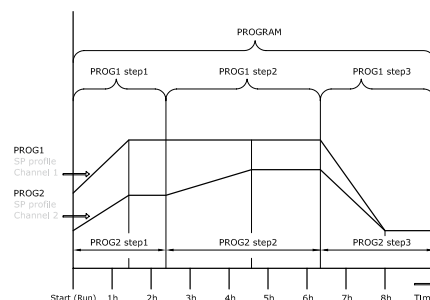 PROGRAM
PROG1 step1 PROG1 step2 PROG1 step3
PROG1
SP profile
Channel 1
PROG2
SP profile
Channel 2
PROG2 step1 PROG2 step2 PROG2 step3
Start (Run) 1h 2h 3h 4h 5h 6h 7h 8h Time